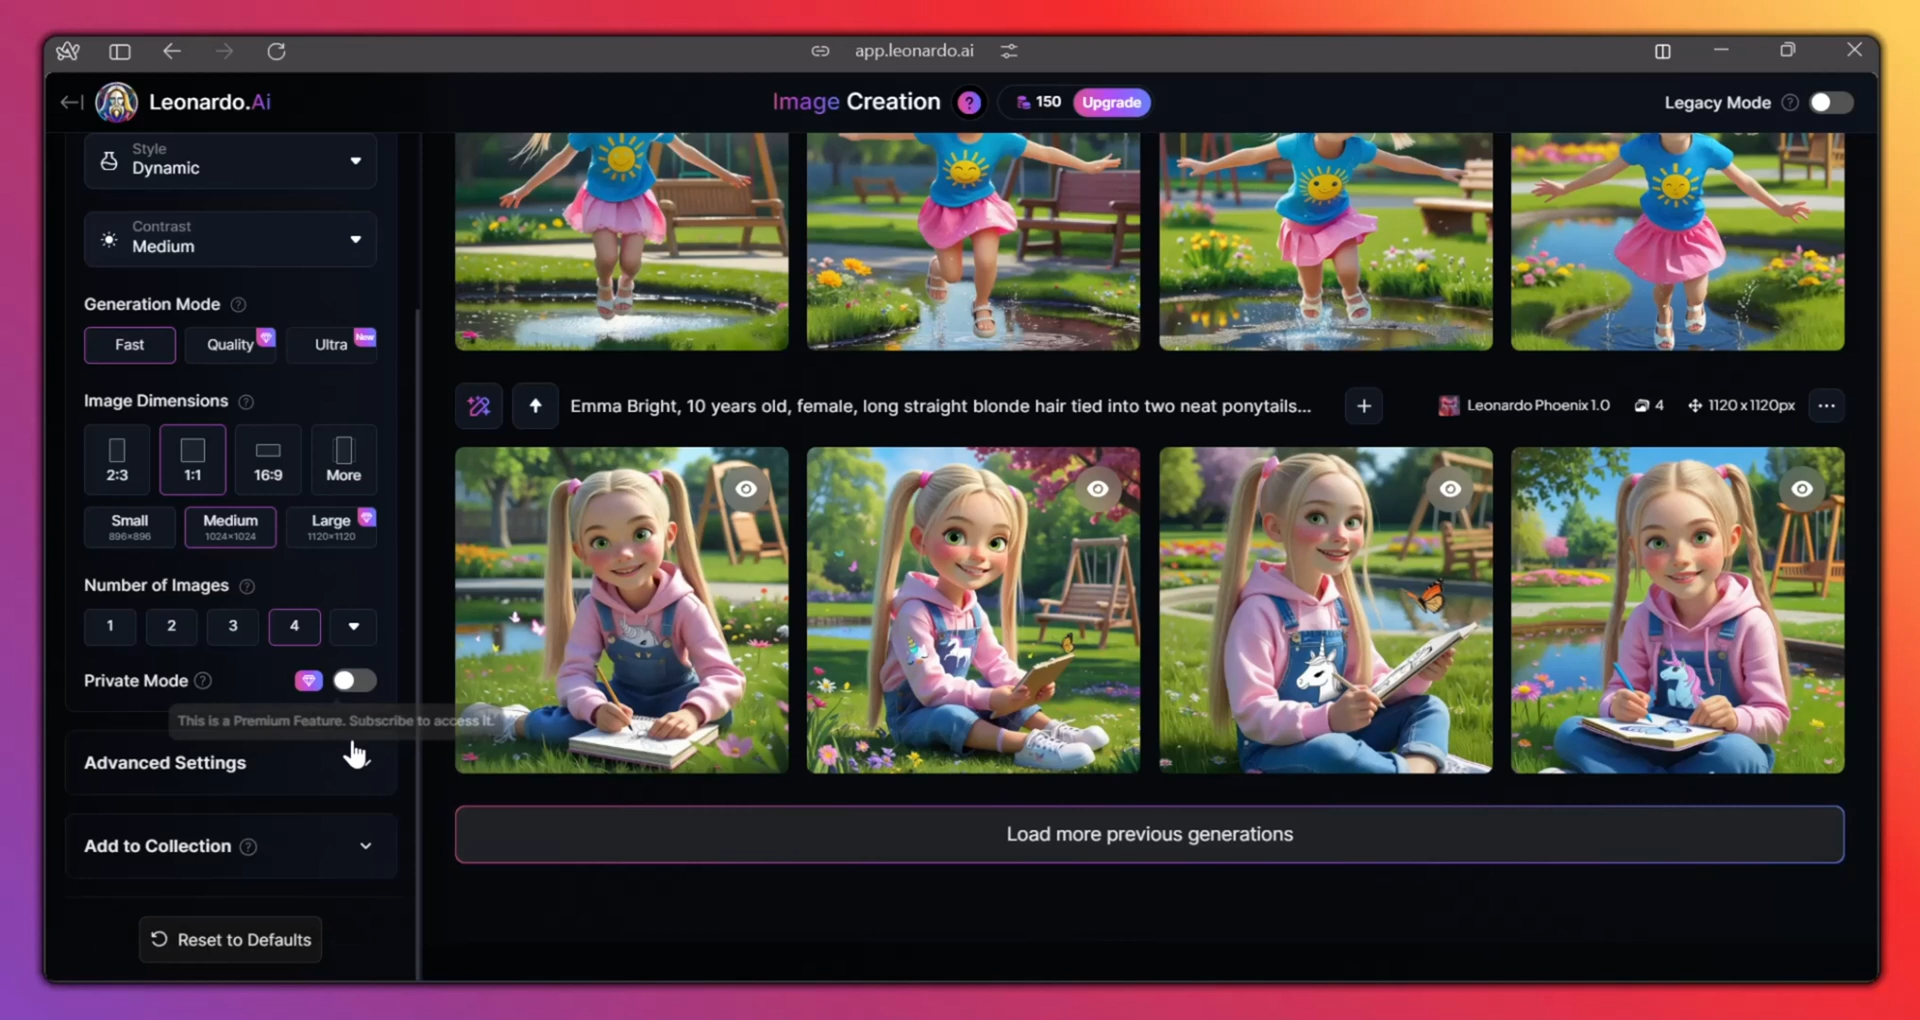 app.leonardo.ai
Leonardo.Ai
Image Creation ?
150
Upgrade
Legacy Mode ?
Style
Dynamic
Contrast
Medium
Generation Mode ?
Fast
Quality
Ultra
New
Image Dimensions ?
2:3
1:1
16:9
More
Small
896×896
Medium
1024×1024
Large
1120×1120
Number of Images ?
1
2
3
4
Private Mode ?
This is a Premium Feature. Subscribe to access it.
Advanced Settings
Add to Collection ?
Reset to Defaults
Emma Bright, 10 years old, female, long straight blonde hair tied into two neat ponytails...
Leonardo Phoenix 1.0
4
1120 x 1120px
Load more previous generations